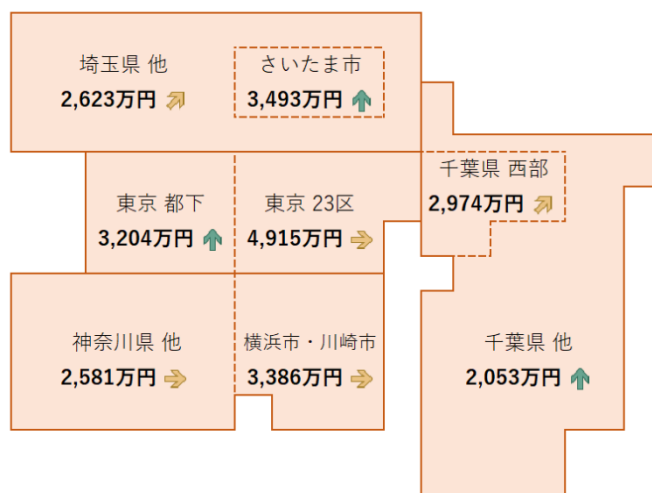 埼玉県 他
2,623万円
さいたま市
3,493万円
千葉県 西部
2,974万円
東京 都下
3,204万円
東京 23区
4,915万円
神奈川県 他
2,581万円
横浜市・川崎市
3,386万円
千葉県 他
2,053万円